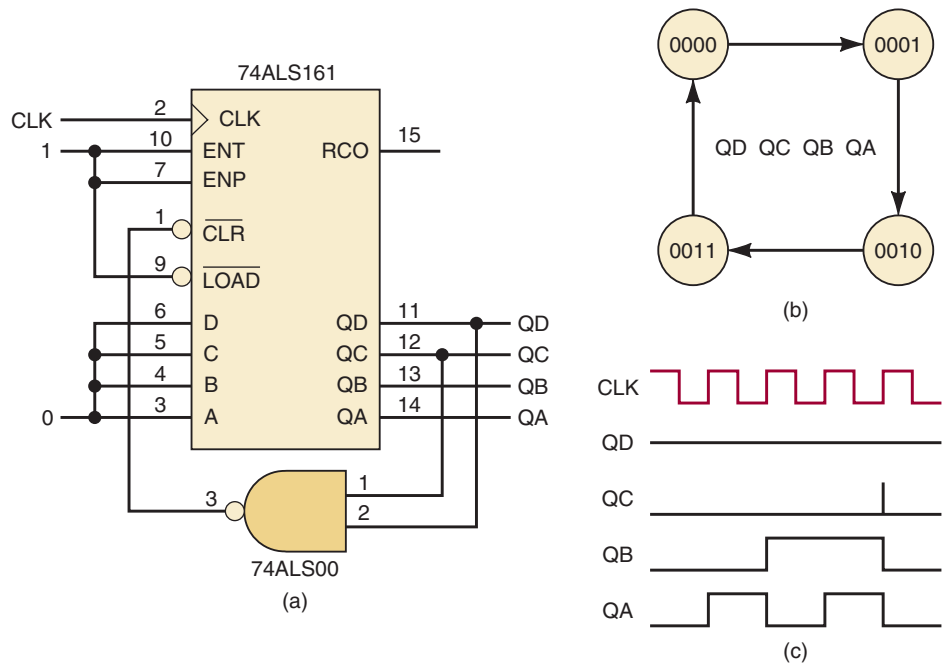 74ALS161
CLK 2 CLK
1 10 ENT RCO 15
7 ENP
1 CLR
9 LOAD
6 D QD 11 QD
5 C QC 12 QC
4 B QB 13 QB
0 3 A QA 14 QA
3 1
2
74ALS00
(a)
0000 0001
QD QC QB QA
0011 0010
(b)
CLK
QD
QC
QB
QA
(c)